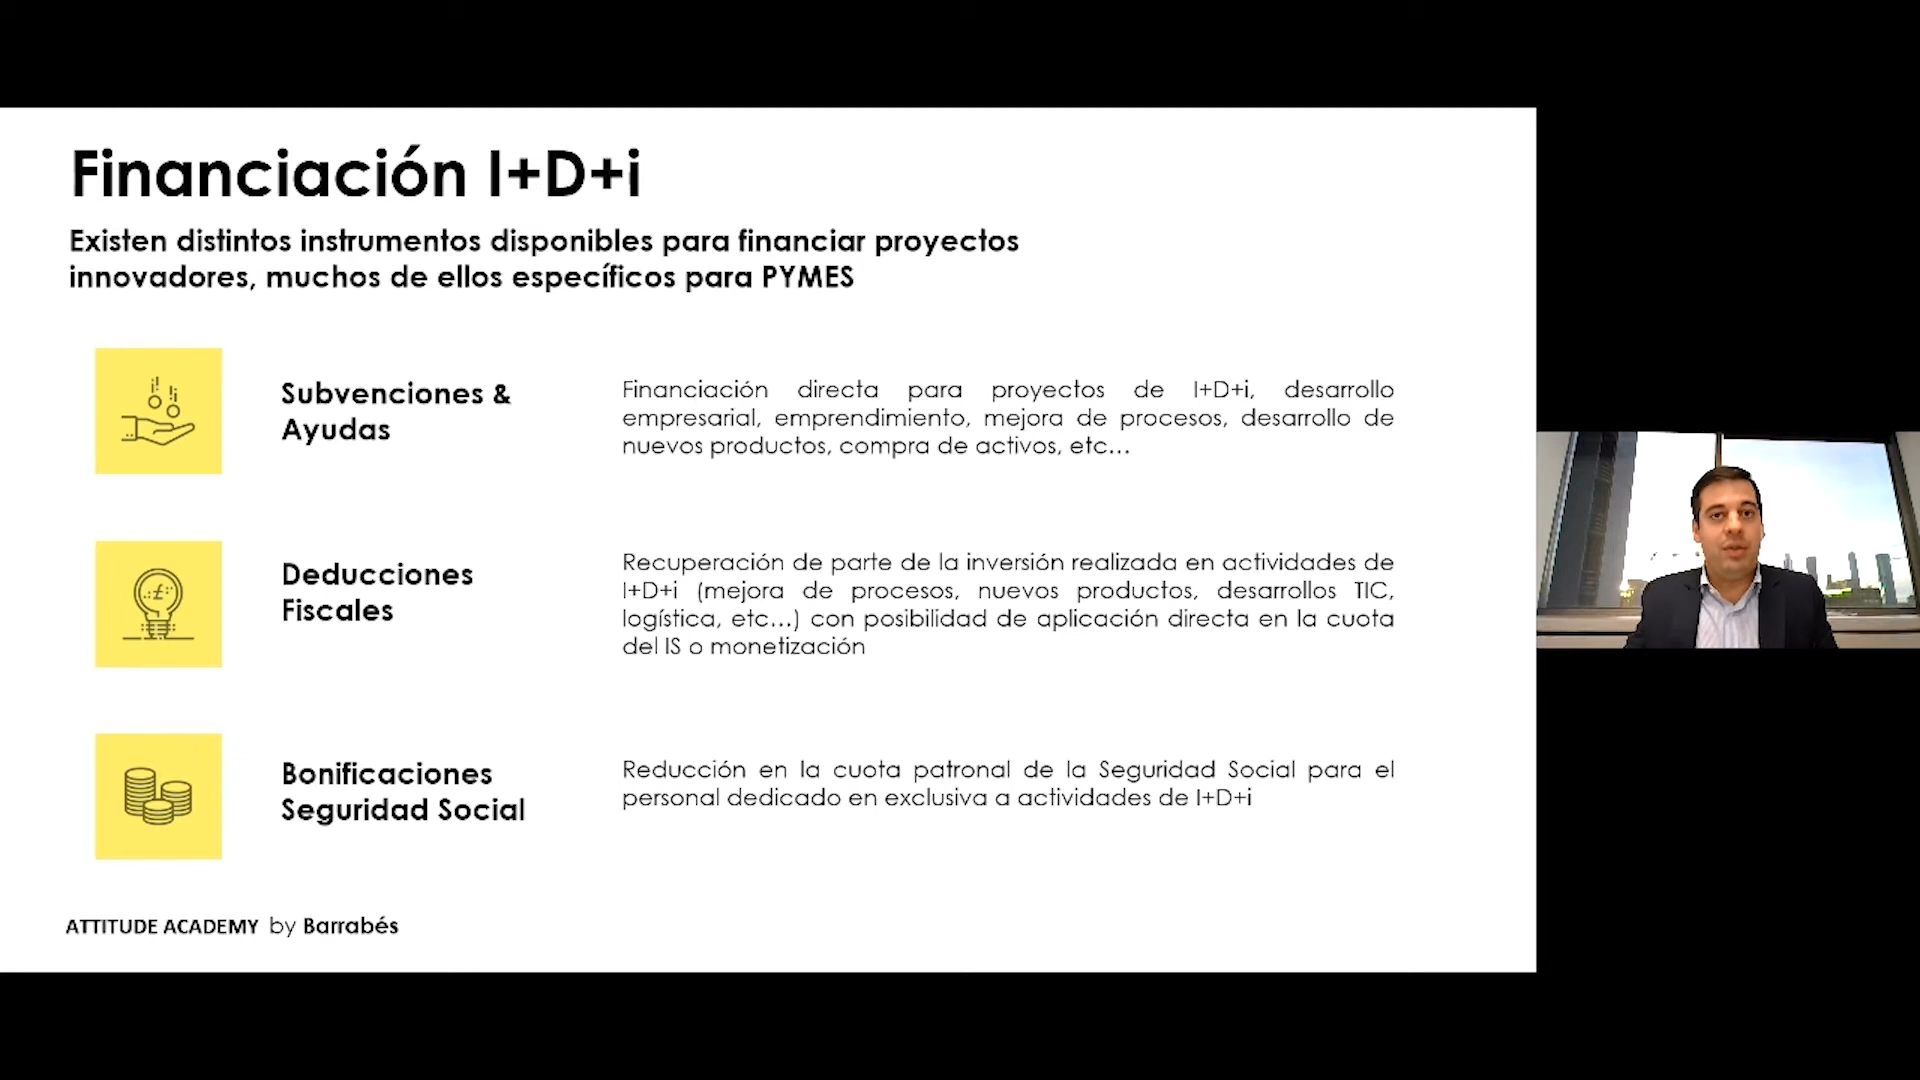 Financiación I+D+i
Existen distintos instrumentos disponibles para financiar proyectos
innovadores, muchos de ellos específicos para PYMES
Subvenciones &
Ayudas
Financiación directa para proyectos de I+D+i, desarrollo
empresarial, emprendimiento, mejora de procesos, desarrollo de
nuevos productos, compra de activos, etc...
Deducciones
Fiscales
Recuperación de parte de la inversión realizada en actividades de
I+D+i (mejora de procesos, nuevos productos, desarrollos TIC,
logística, etc...) con posibilidad de aplicación directa en la cuota
del IS o monetización
Bonificaciones
Seguridad Social
Reducción en la cuota patronal de la Seguridad Social para el
personal dedicado en exclusiva a actividades de I+D+i
ATTITUDE ACADEMY by Barrabés